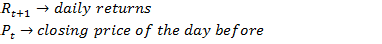 R_{t+1} → daily returns
P_t → closing price of the day before